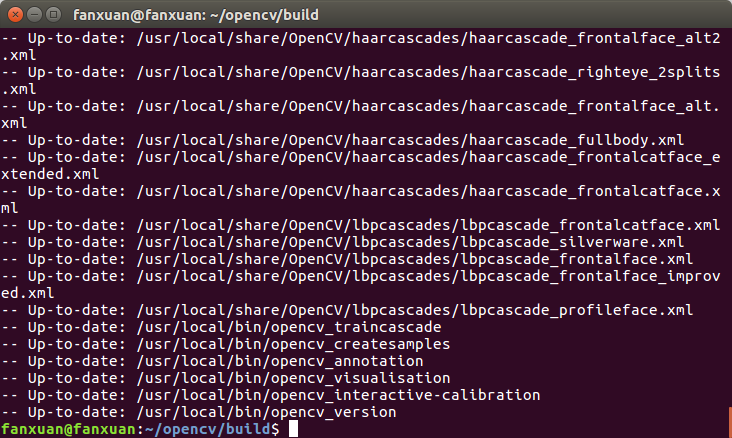 fanxuan@fanxuan: ~/opencv/build
-- Up-to-date: /usr/local/share/OpenCV/haarcascades/haarcascade_frontalface_alt2
.xml
-- Up-to-date: /usr/local/share/OpenCV/haarcascades/haarcascade_righteye_2splits
.xml
-- Up-to-date: /usr/local/share/OpenCV/haarcascades/haarcascade_frontalface_alt.
xml
-- Up-to-date: /usr/local/share/OpenCV/haarcascades/haarcascade_fullbody.xml
-- Up-to-date: /usr/local/share/OpenCV/haarcascades/haarcascade_frontalcatface_e
xtended.xml
-- Up-to-date: /usr/local/share/OpenCV/haarcascades/haarcascade_frontalcatface.x
ml
-- Up-to-date: /usr/local/share/OpenCV/lbpcascades/lbpcascade_frontalcatface.xml
-- Up-to-date: /usr/local/share/OpenCV/lbpcascades/lbpcascade_silverware.xml
-- Up-to-date: /usr/local/share/OpenCV/lbpcascades/lbpcascade_frontalface.xml
-- Up-to-date: /usr/local/share/OpenCV/lbpcascades/lbpcascade_frontalface_improv
ed.xml
-- Up-to-date: /usr/local/share/OpenCV/lbpcascades/lbpcascade_profileface.xml
-- Up-to-date: /usr/local/bin/opencv_traincascade
-- Up-to-date: /usr/local/bin/opencv_createsamples
-- Up-to-date: /usr/local/bin/opencv_annotation
-- Up-to-date: /usr/local/bin/opencv_visualisation
-- Up-to-date: /usr/local/bin/opencv_interactive-calibration
-- Up-to-date: /usr/local/bin/opencv_version
fanxuan@fanxuan:~/opencv/build$